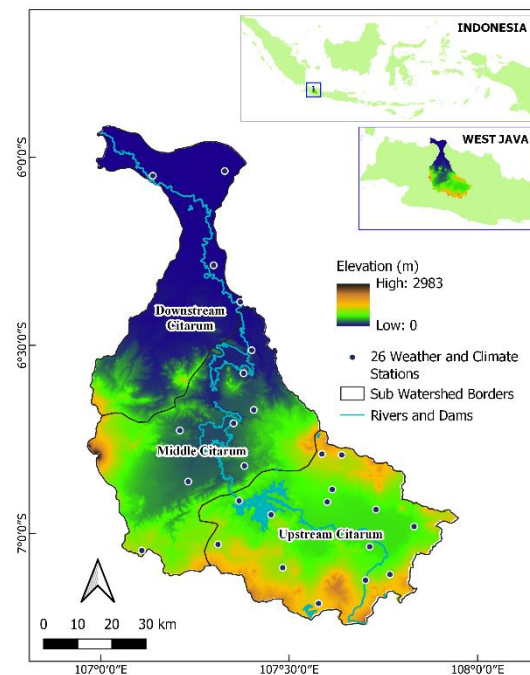 INDONESIA
WEST JAVA
6°0'0"S
6°30'0"S
7°0'0"S
Downstream
Citarum
Middle Citarum
Upstream Citarum
Elevation (m)
High: 2983
Low: 0
26 Weather and Climate
Stations
Sub Watershed Borders
Rivers and Dams
0 10 20 30 km
107°0'0"E
107°30'0"E
108°0'0"E